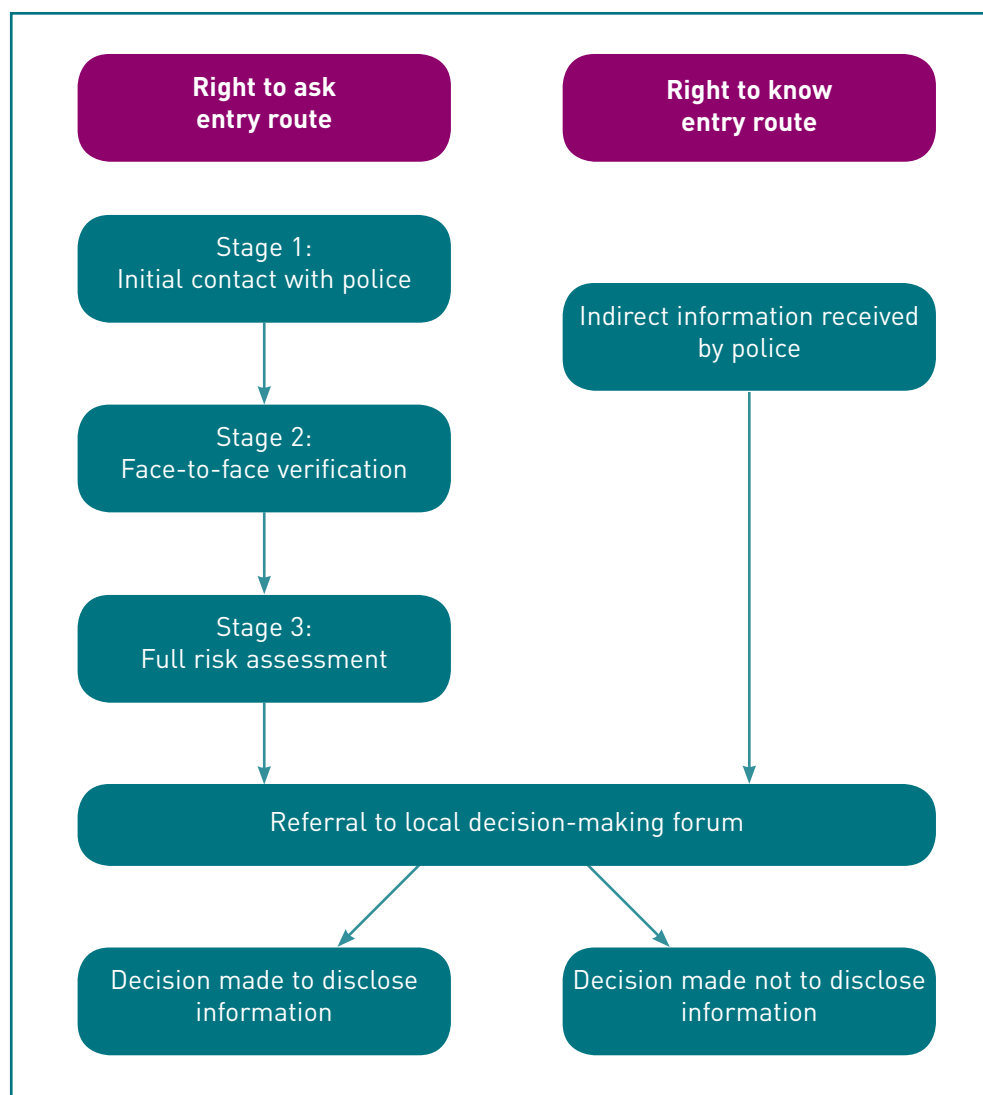 Right to ask
entry route
Right to know
entry route
Stage 1:
Initial contact with police
Indirect information received
by police
Stage 2:
Face-to-face verification
Stage 3:
Full risk assessment
Referral to local decision-making forum
Decision made to disclose
information
Decision made not to disclose
information